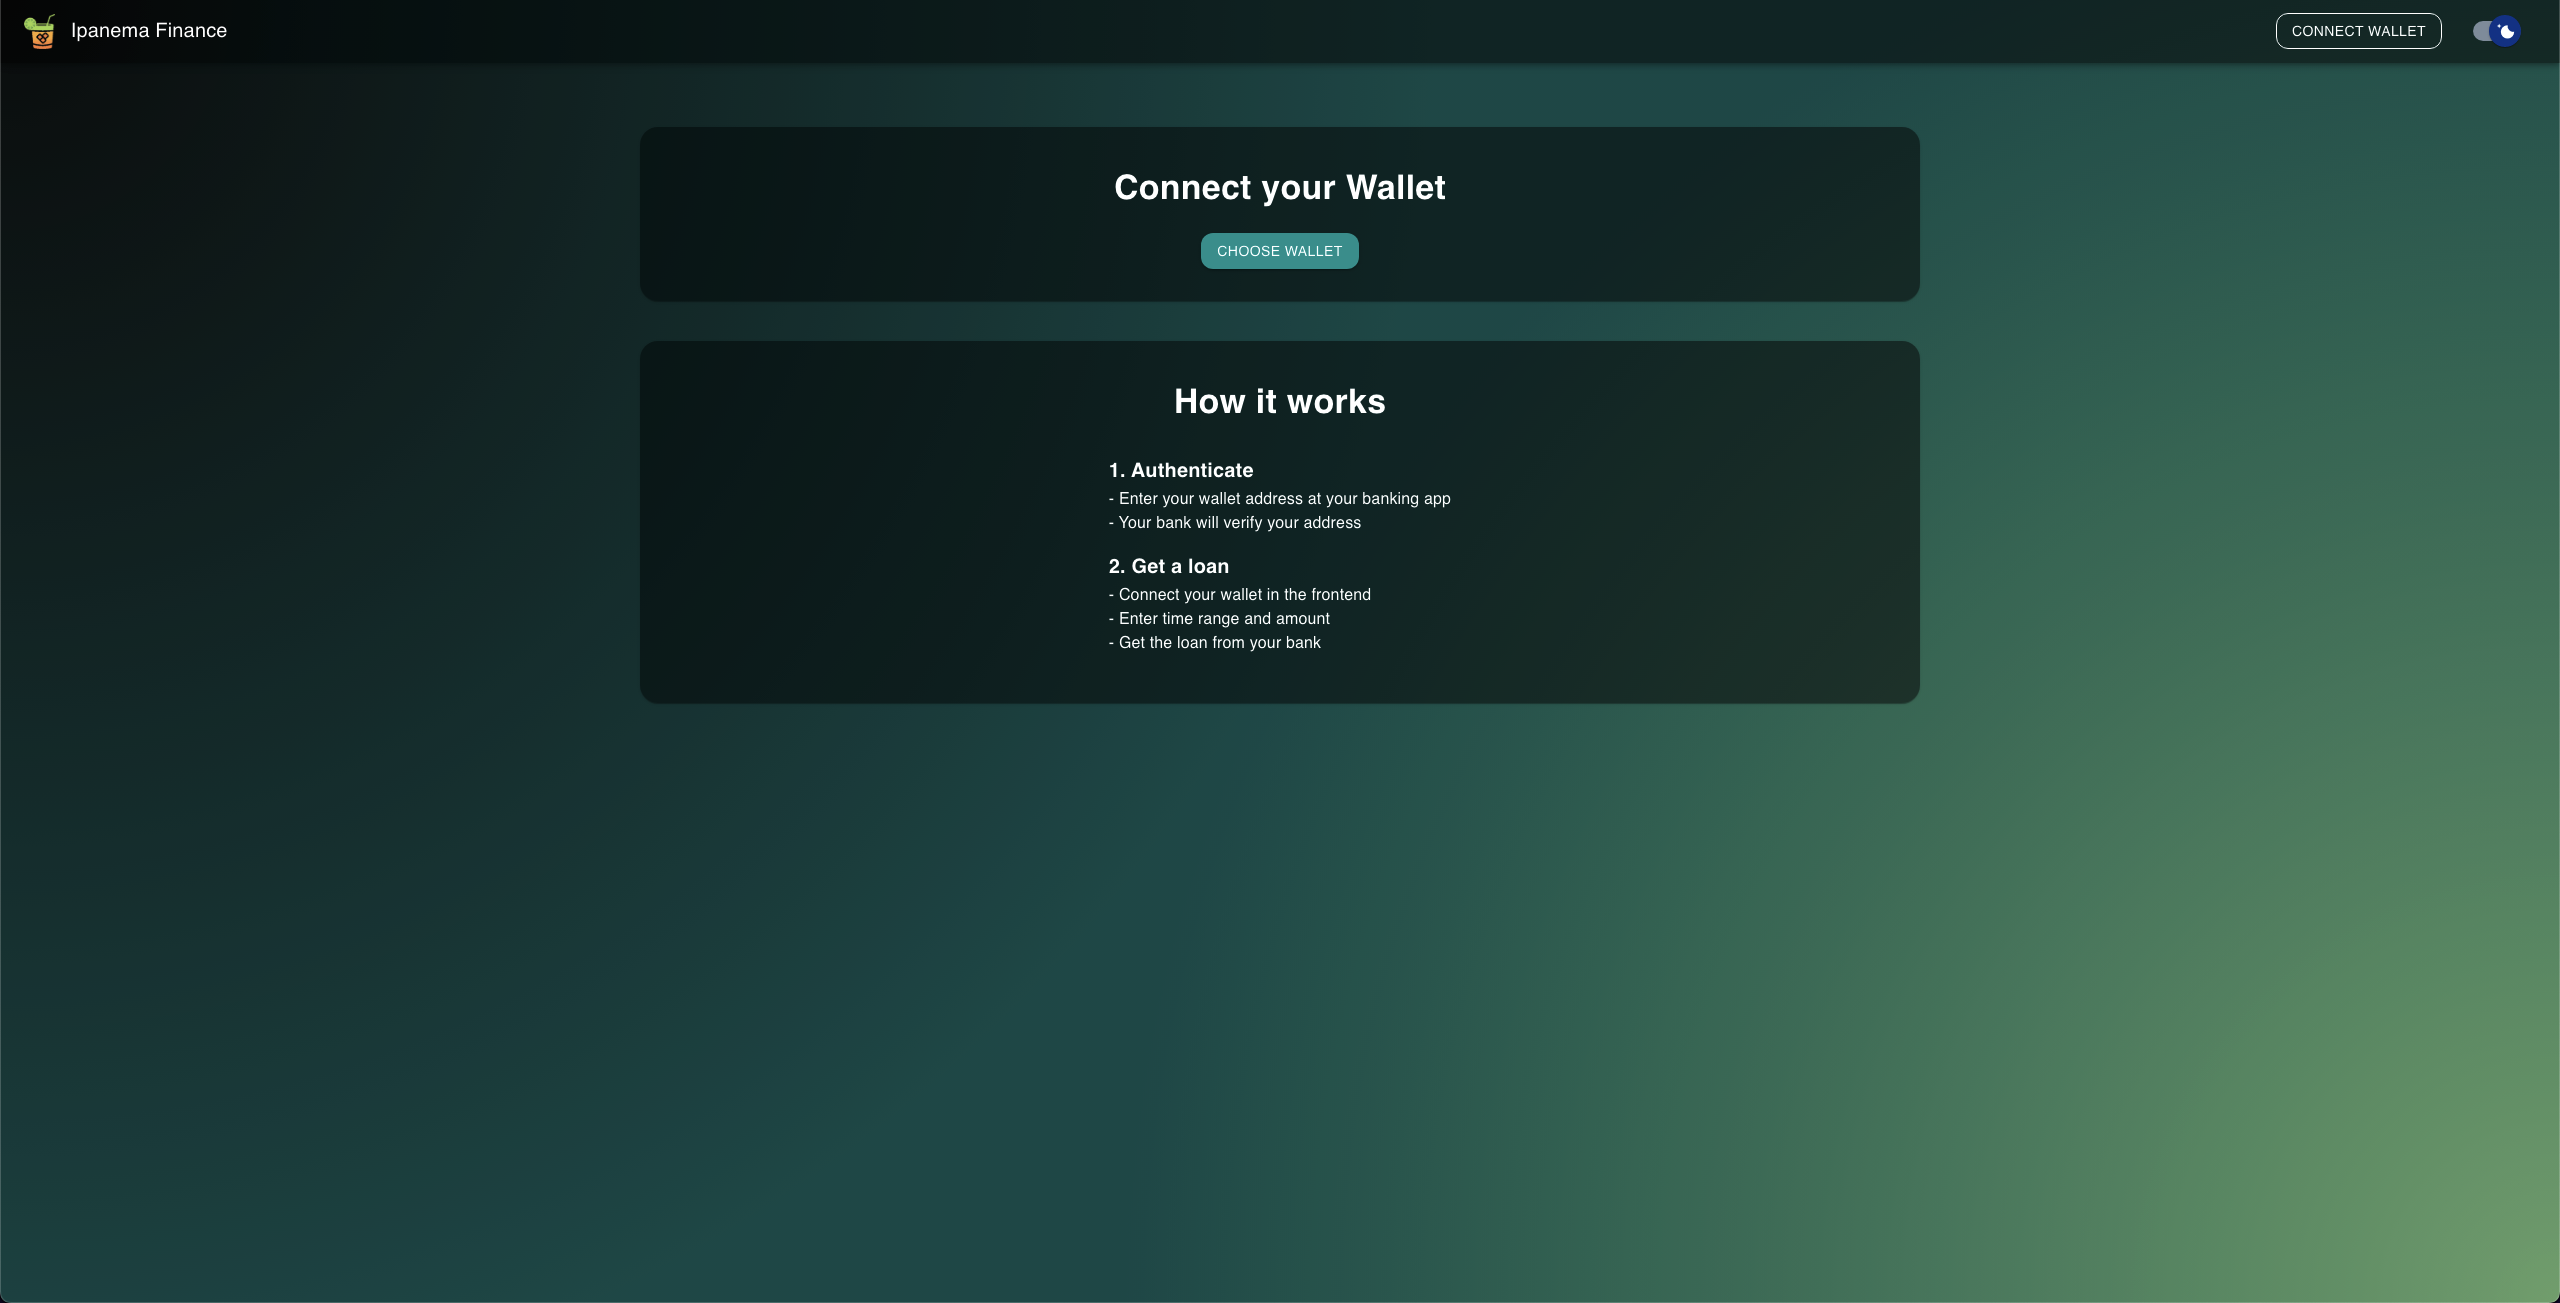 Ipanema Finance
CONNECT WALLET
Connect your Wallet
CHOOSE WALLET
How it works
1. Authenticate
- Enter your wallet address at your banking app
- Your bank will verify your address
2. Get a loan
- Connect your wallet in the frontend
- Enter time range and amount
- Get the loan from your bank